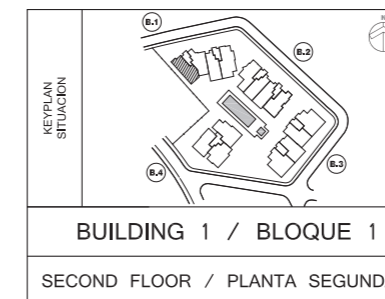 B.1
B.2
KEYPLAN
SITUACION
B.4
B.3
BUILDING 1 / BLOQUE 1
SECOND FLOOR / PLANTA SEGUND